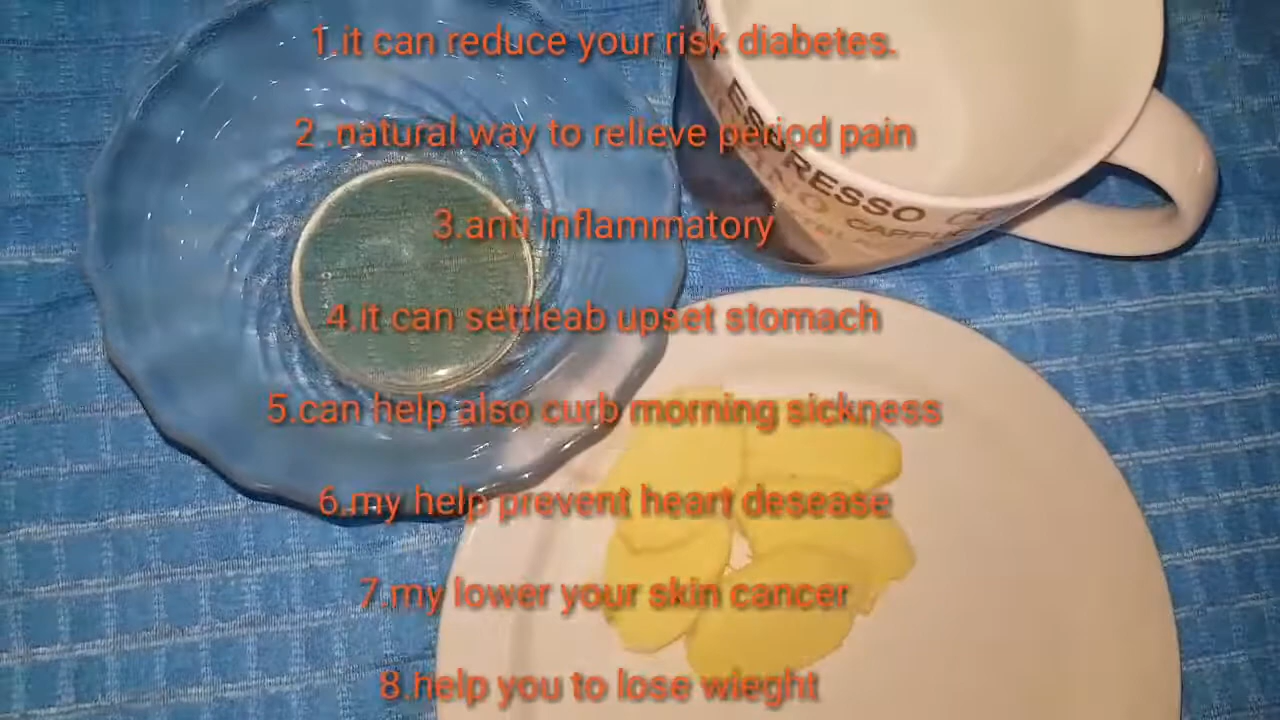 1.it can reduce your risk diabetes.
2 .natural way to relieve period pain
3.anti inflammatory
4.it can settleab upset stomach
5.can help also curb morning sickness
6.my help prevent heart desease
7.my lower your skin cancer
8.help you to lose wieght
ESPRESSO